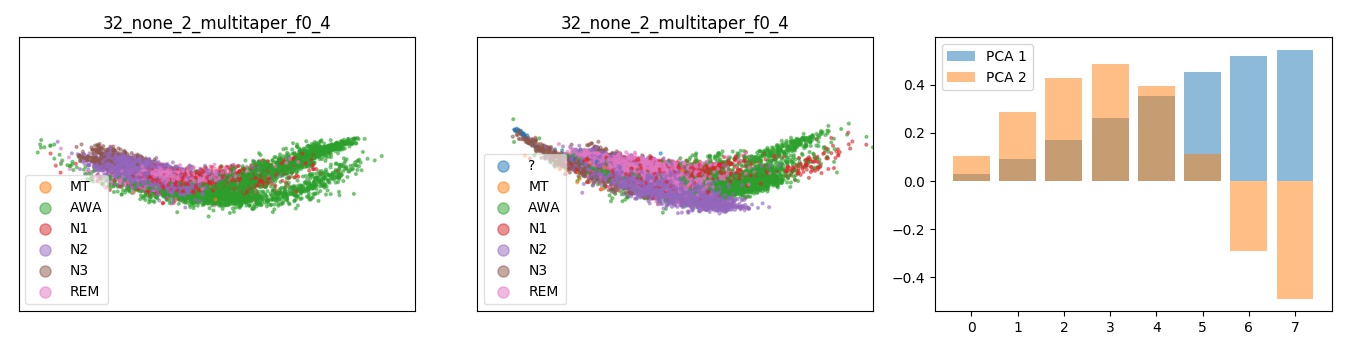 32_none_2_multitaper_f0_4
MT
AWA
N1
N2
N3
REM
32_none_2_multitaper_f0_4
?
MT
AWA
N1
N2
N3
REM
PCA 1
PCA 2
0.4
0.2
0.0
−0.2
−0.4
0 1 2 3 4 5 6 7